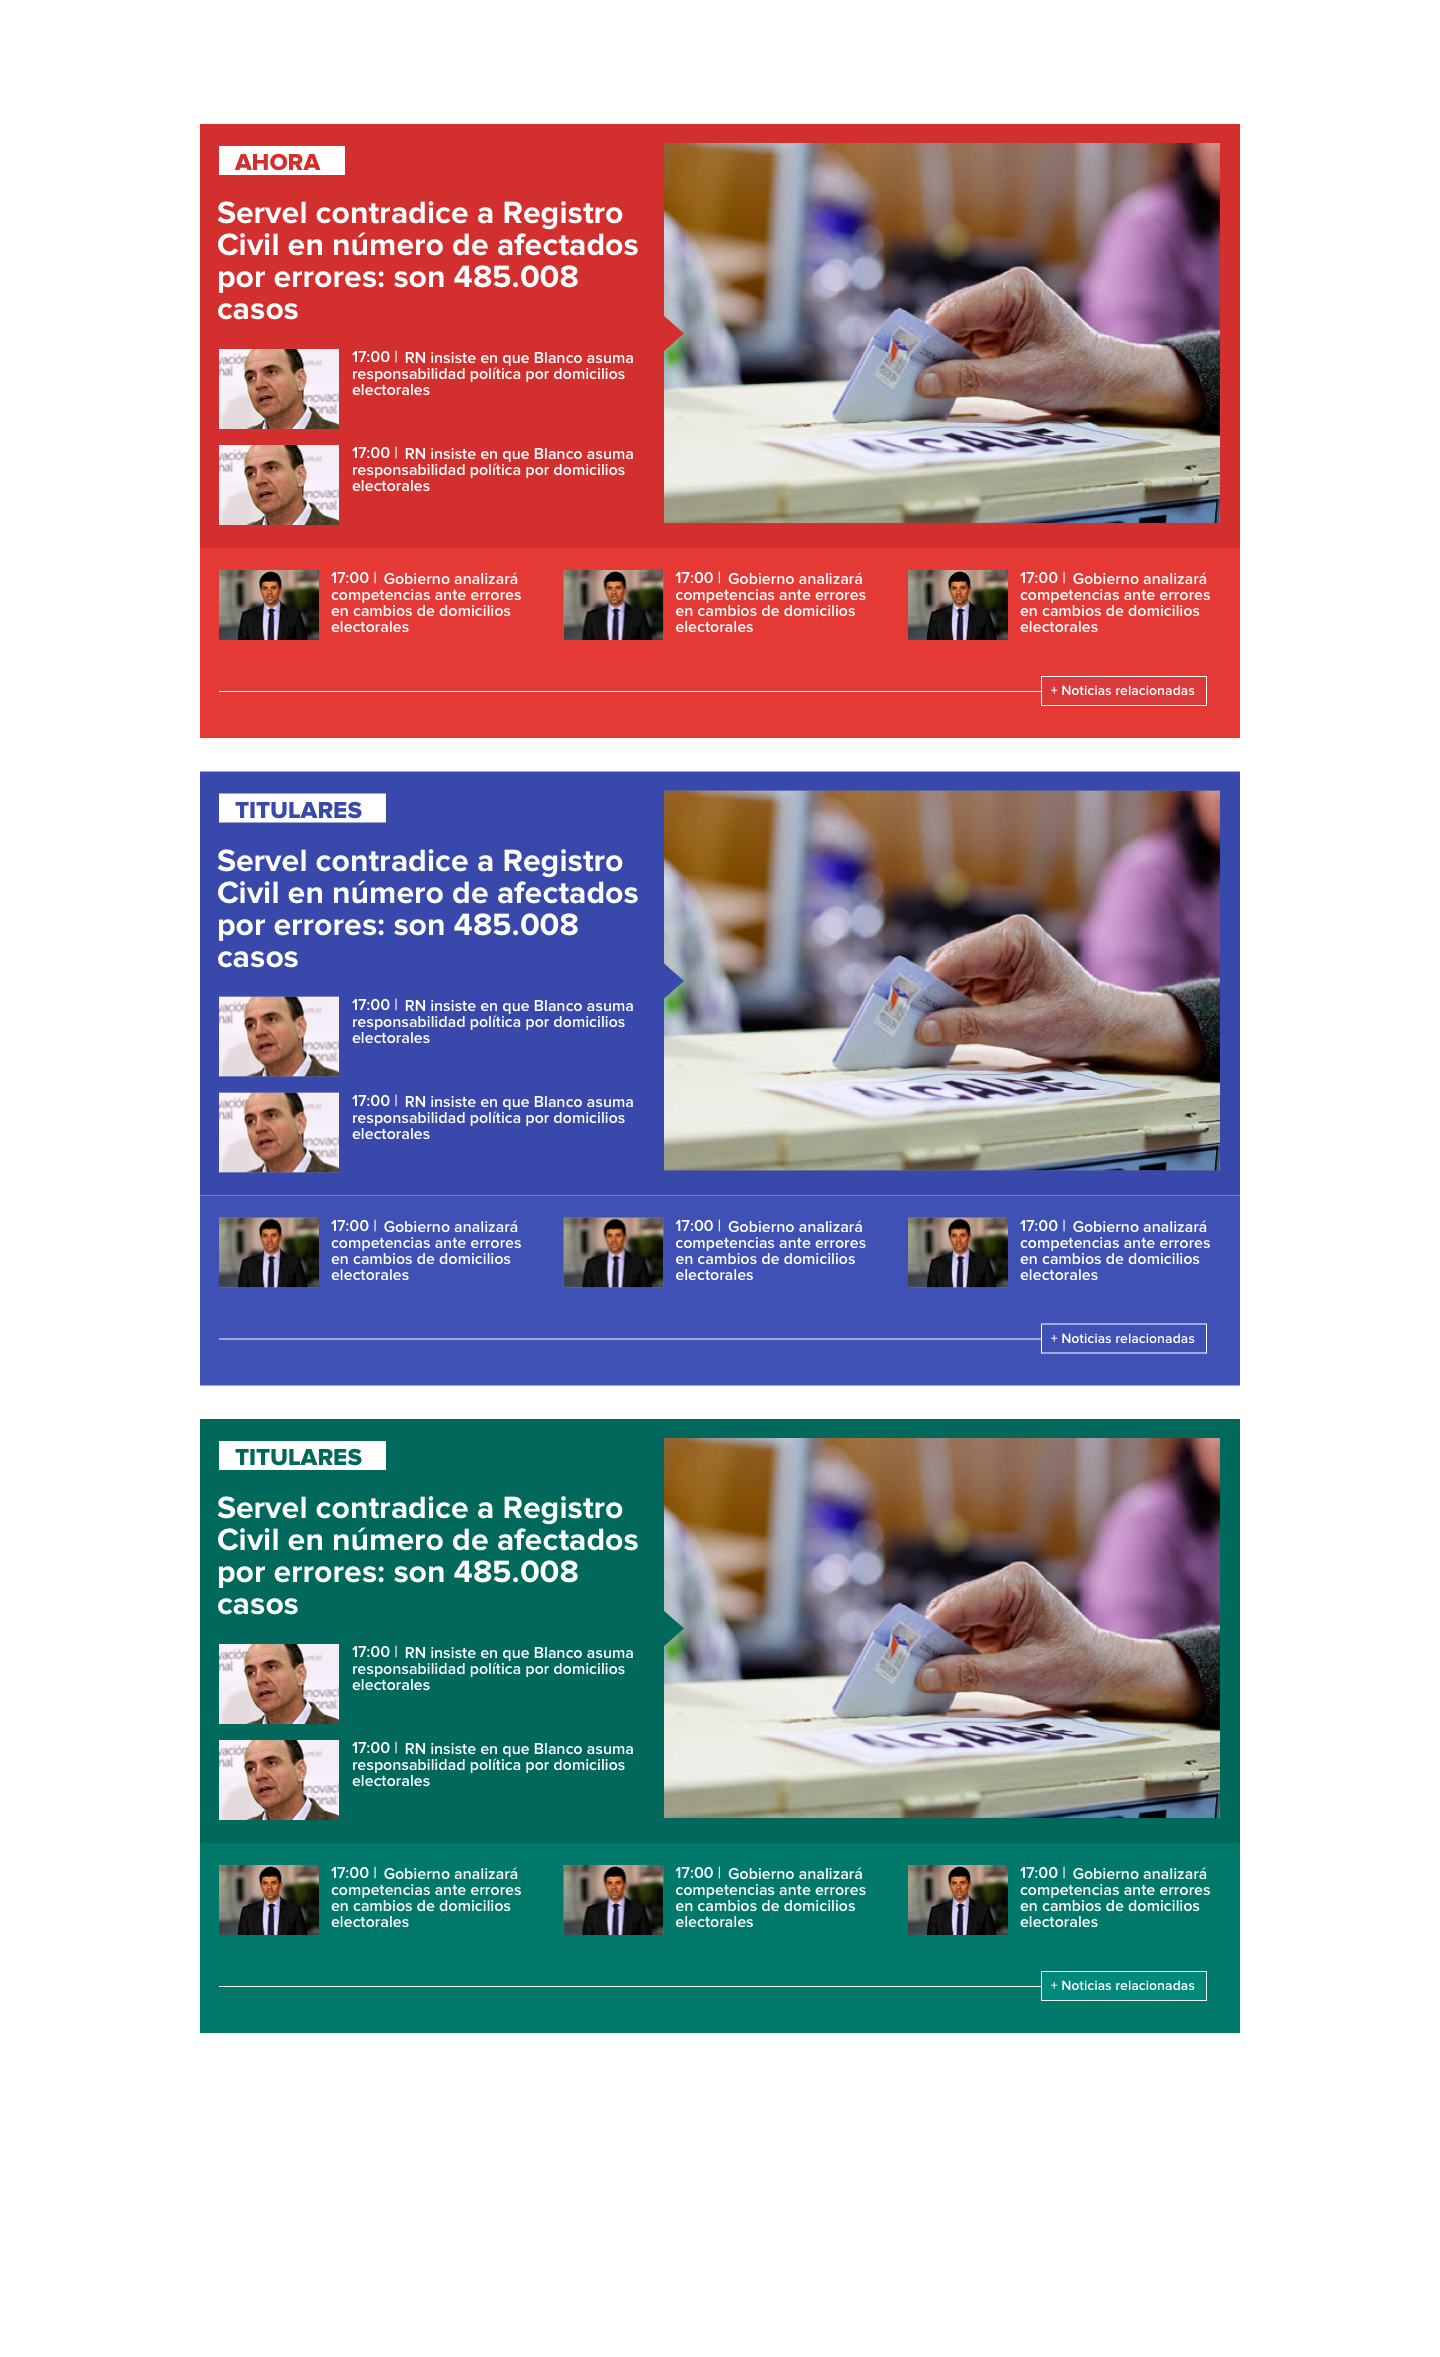 AHORA
Servel contradice a Registro
Civil en número de afectados
por errores: son 485.008
casos
17:00 | RN insiste en que Blanco asuma
responsabilidad política por domicilios
electorales
17:00 | RN insiste en que Blanco asuma
responsabilidad política por domicilios
electorales
17:00 | Gobierno analizará
competencias ante errores
en cambios de domicilios
electorales
17:00 | Gobierno analizará
competencias ante errores
en cambios de domicilios
electorales
17:00 | Gobierno analizará
competencias ante errores
en cambios de domicilios
electorales
+ Noticias relacionadas
TITULARES
Servel contradice a Registro
Civil en número de afectados
por errores: son 485.008
casos
17:00 | RN insiste en que Blanco asuma
responsabilidad política por domicilios
electorales
17:00 | RN insiste en que Blanco asuma
responsabilidad política por domicilios
electorales
17:00 | Gobierno analizará
competencias ante errores
en cambios de domicilios
electorales
17:00 | Gobierno analizará
competencias ante errores
en cambios de domicilios
electorales
17:00 | Gobierno analizará
competencias ante errores
en cambios de domicilios
electorales
+ Noticias relacionadas
TITULARES
Servel contradice a Registro
Civil en número de afectados
por errores: son 485.008
casos
17:00 | RN insiste en que Blanco asuma
responsabilidad política por domicilios
electorales
17:00 | RN insiste en que Blanco asuma
responsabilidad política por domicilios
electorales
17:00 | Gobierno analizará
competencias ante errores
en cambios de domicilios
electorales
17:00 | Gobierno analizará
competencias ante errores
en cambios de domicilios
electorales
17:00 | Gobierno analizará
competencias ante errores
en cambios de domicilios
electorales
+ Noticias relacionadas